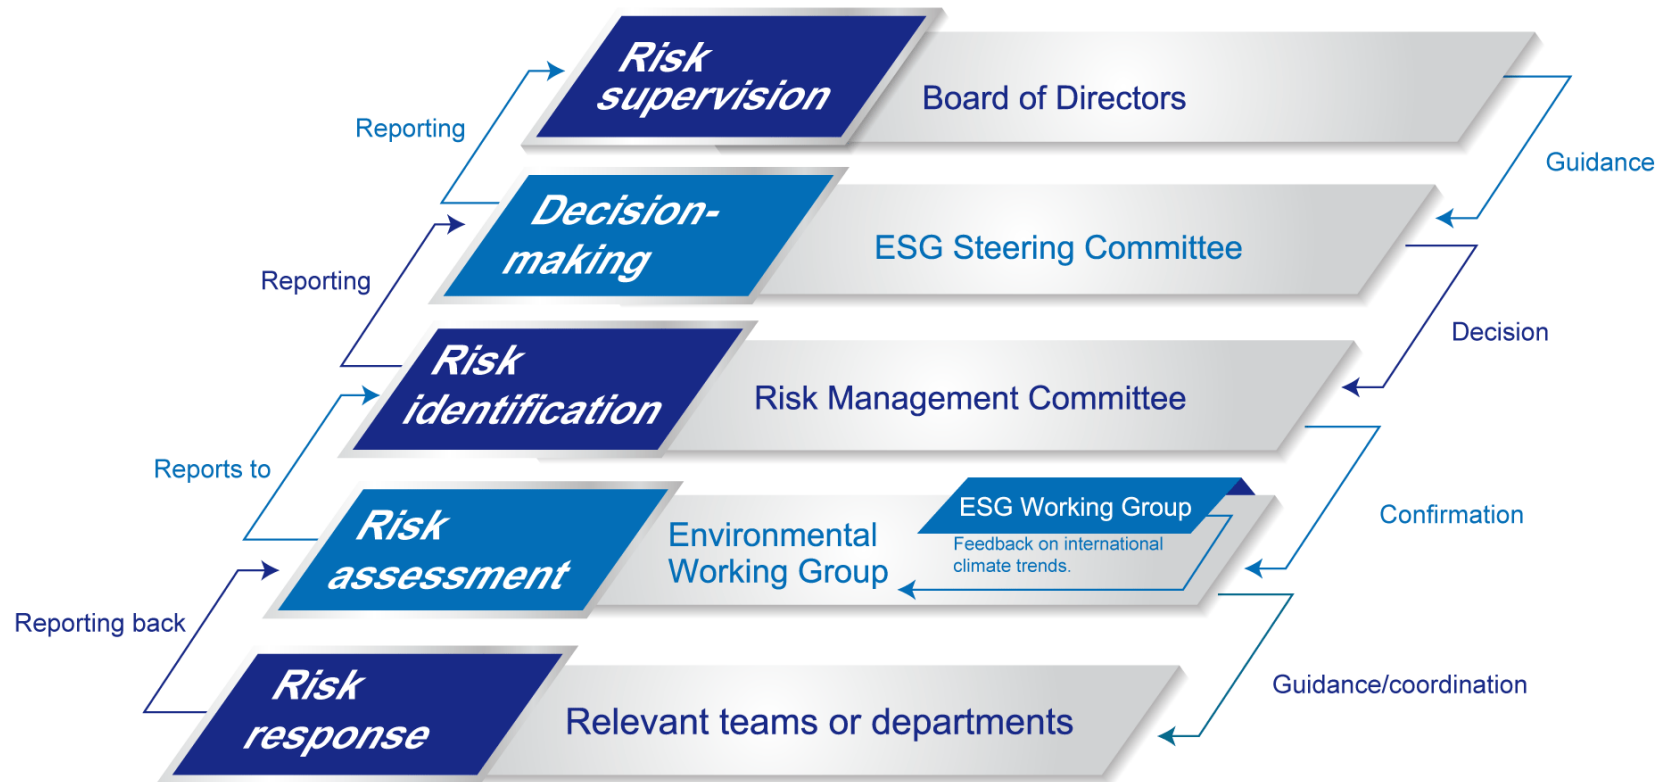 Risk
supervision
Board of Directors
Reporting
Guidance
Decision-
making
ESG Steering Committee
Reporting
Decision
Risk
identification
Risk Management Committee
Reports to
Confirmation
Risk
assessment
Environmental
Working Group
ESG Working Group
Feedback on international
climate trends.
Reporting back
Guidance/coordination
Risk
response
Relevant teams or departments